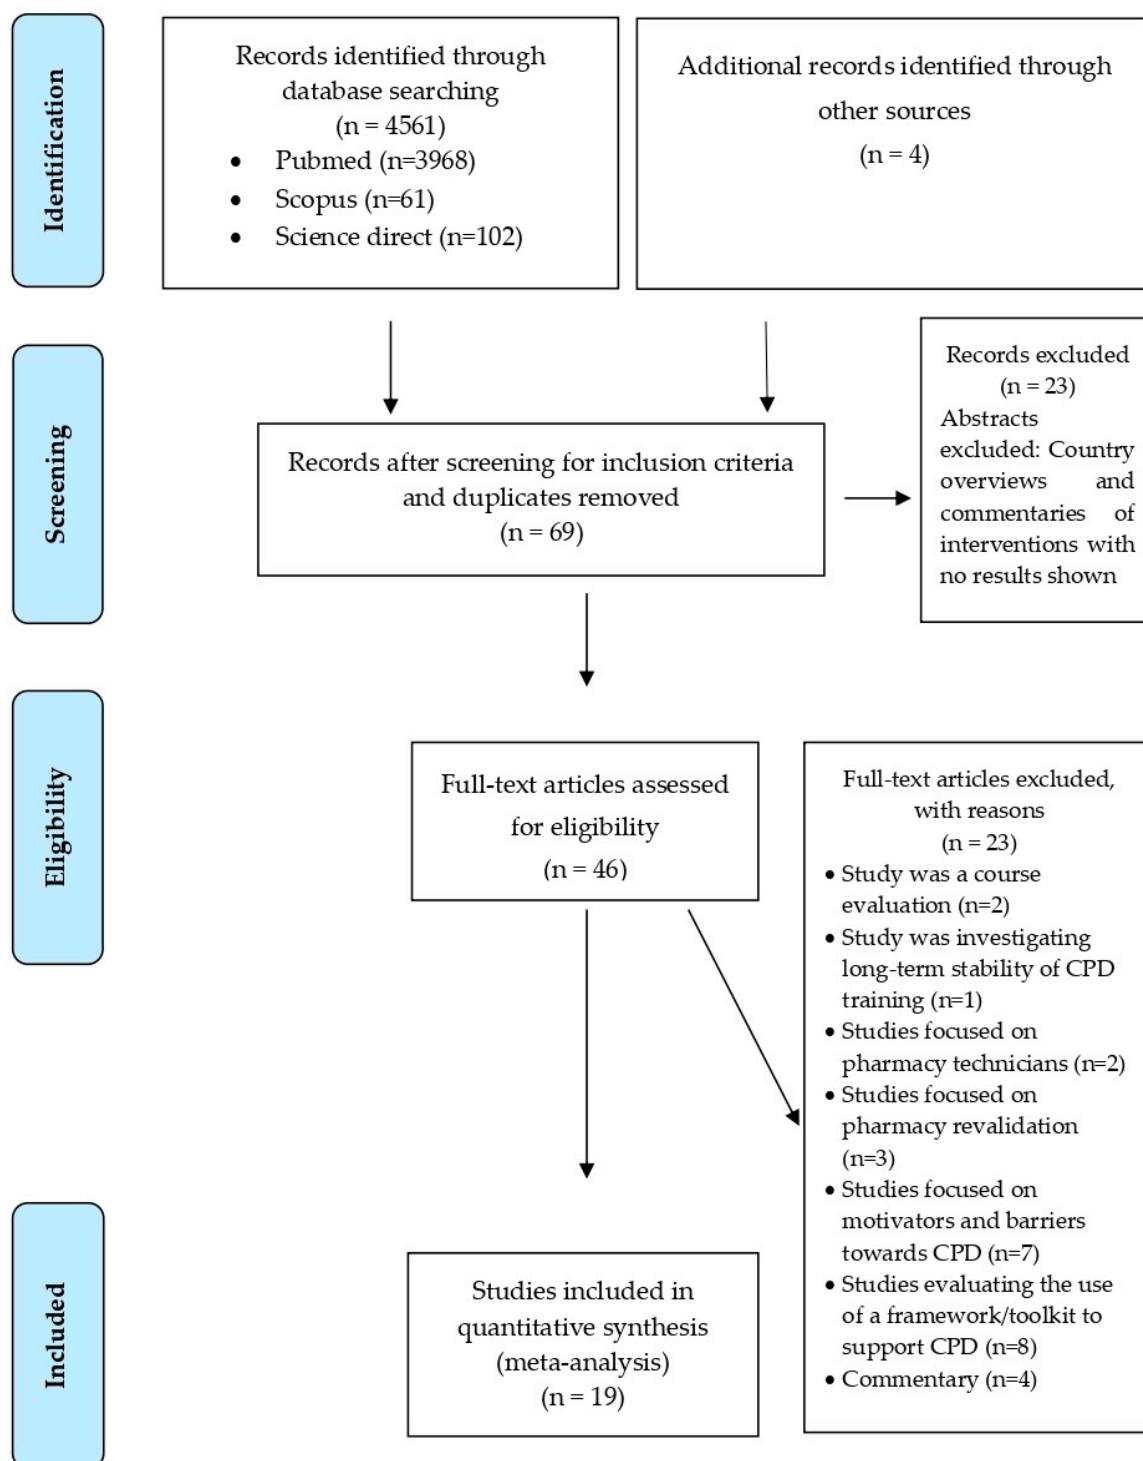 Identification
Records identified through
database searching
(n = 4561)
• Pubmed (n=3968)
• Scopus (n=61)
• Science direct (n=102)
Additional records identified through
other sources
(n = 4)
Screening
Records after screening for inclusion criteria
and duplicates removed
(n = 69)
Records excluded
(n = 23)
Abstracts
excluded: Country
overviews and
commentaries of
interventions with
no results shown
Eligibility
Full-text articles assessed
for eligibility
(n = 46)
Full-text articles excluded,
with reasons
(n = 23)
• Study was a course
evaluation (n=2)
• Study was investigating
long-term stability of CPD
training (n=1)
• Studies focused on
pharmacy technicians (n=2)
• Studies focused on
pharmacy revalidation
(n=3)
• Studies focused on
motivators and barriers
towards CPD (n=7)
• Studies evaluating the use
of a framework/toolkit to
support CPD (n=8)
• Commentary (n=4)
Included
Studies included in
quantitative synthesis
(meta-analysis)
(n = 19)